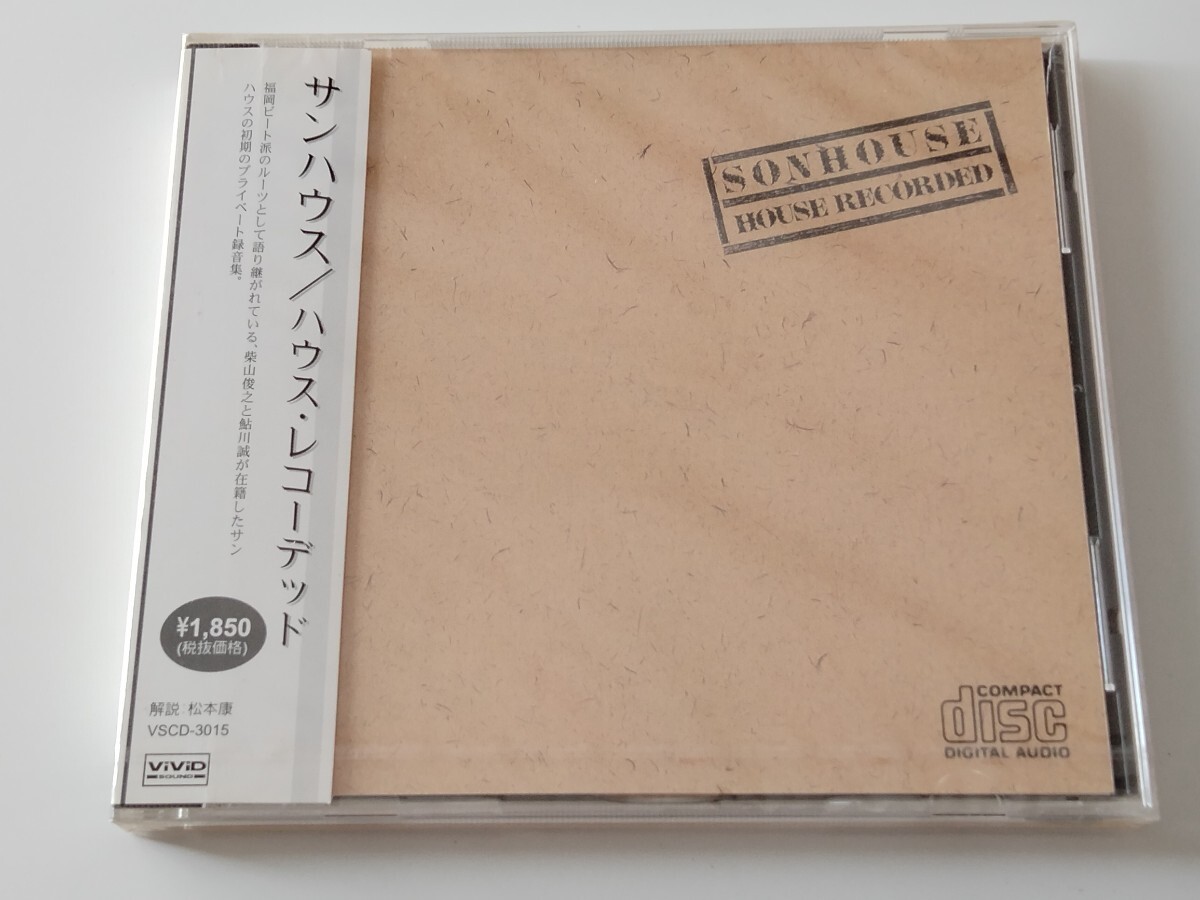 サンハウス／ハウス・レコーデッド
福岡ビート派のルーツとして語り継がれている、柴山俊之と鮎川誠が在籍したサン
ハウスの初期のプライベート録音集。
¥1,850
(税抜価格)
解説:松本康
VSCD-3015
ViViD
SOUND
SONHOUSE
HOUSE RECORDED
COMPACT
disc
DIGITAL AUDIO